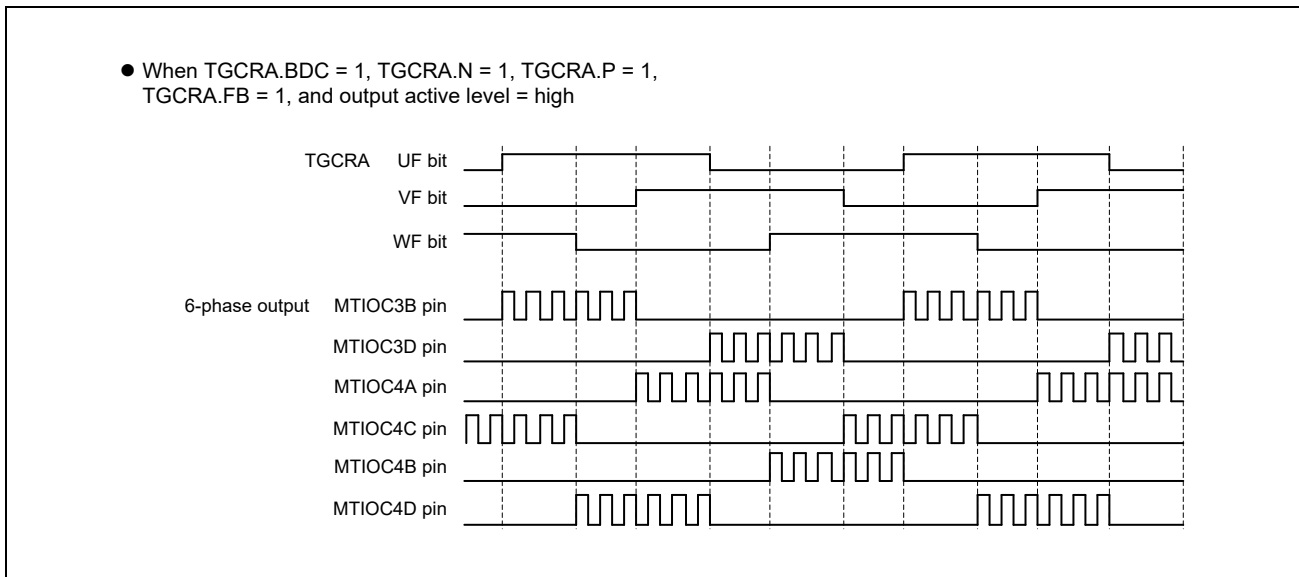 ● When TGCRA.BDC = 1, TGCRA.N = 1, TGCRA.P = 1,
TGCRA.FB = 1, and output active level = high
TGCRA UF bit
VF bit
WF bit
6-phase output MTIOC3B pin
MTIOC3D pin
MTIOC4A pin
MTIOC4C pin
MTIOC4B pin
MTIOC4D pin